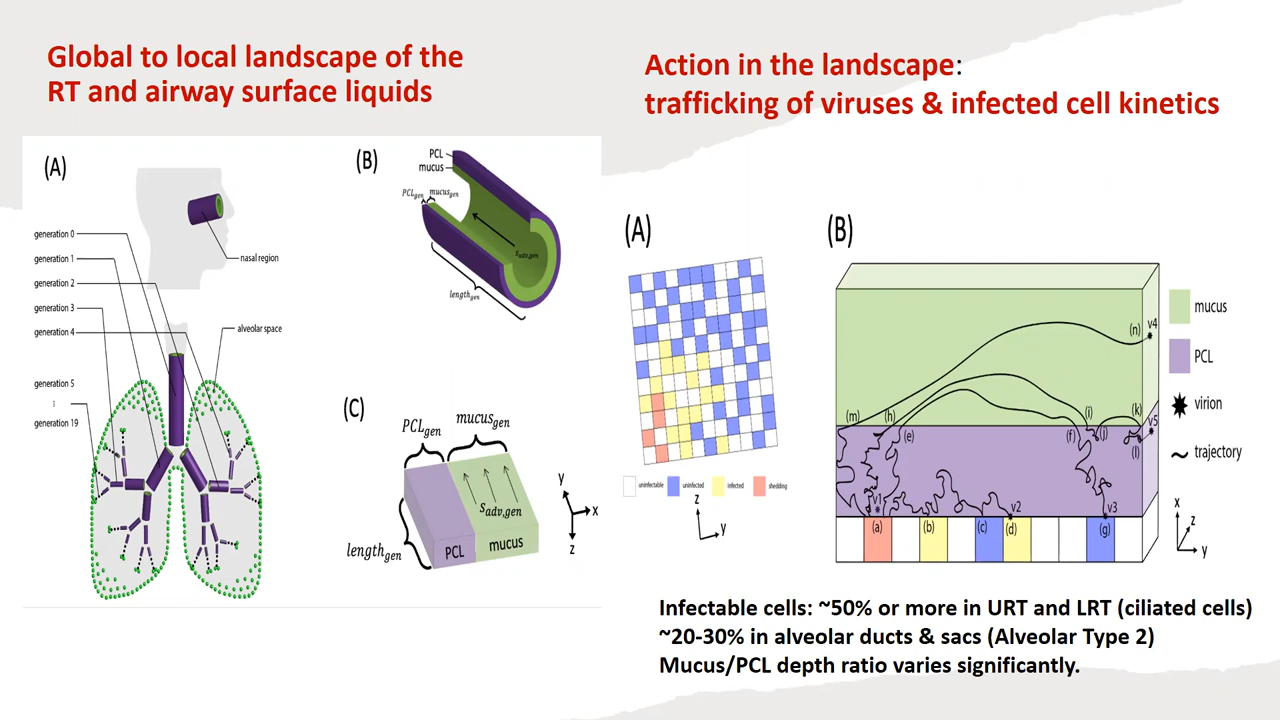 Global to local landscape of the
RT and airway surface liquids
(A)
generation 0
generation 1
generation 2
generation 3
generation 4
generation 5
⋮
generation 19
nasal region
alveolar space
(B)
PCL
mucus
PCL_gen
mucus_gen
s_adv,gen
length_gen
(C)
PCL_gen
mucus_gen
s_adv,gen
length_gen
PCL
mucus
y
x
z
Action in the landscape:
trafficking of viruses & infected cell kinetics
(A)
uninfectable
uninfected
infected
shedding
z
y
(B)
(m)
(h)
(e)
(n)
v4
(i)
(k)
v5
(f)
(j)
(l)
v1
v2
v3
(a)
(b)
(c)
(d)
(g)
mucus
PCL
virion
trajectory
x
z
y
Infectable cells: ~50% or more in URT and LRT (ciliated cells)
~20-30% in alveolar ducts & sacs (Alveolar Type 2)
Mucus/PCL depth ratio varies significantly.